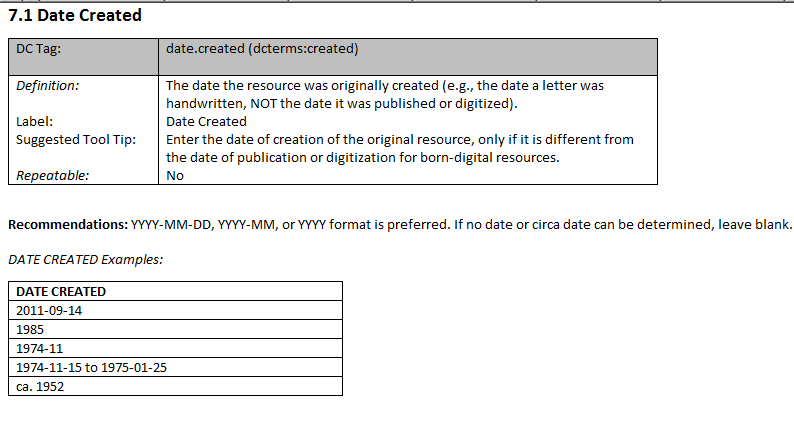 7.1 Date Created
DC Tag: date.created (dcterms:created)
Definition: The date the resource was originally created (e.g., the date a letter was
handwritten, NOT the date it was published or digitized).
Label: Date Created
Suggested Tool Tip: Enter the date of creation of the original resource, only if it is different from
the date of publication or digitization for born-digital resources.
Repeatable: No
Recommendations: YYYY-MM-DD, YYYY-MM, or YYYY format is preferred. If no date or circa date can be determined, leave blank.
DATE CREATED Examples:
DATE CREATED
2011-09-14
1985
1974-11
1974-11-15 to 1975-01-25
ca. 1952